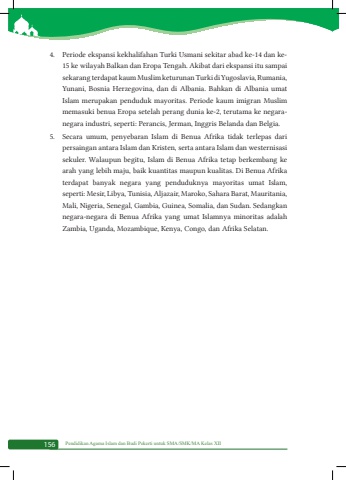 4. Periode ekspansi kekhalifahan Turki Usmani sekitar abad ke-14 dan ke-
15 ke wilayah Balkan dan Eropa Tengah. Akibat dari ekspansi itu sampai
sekarang terdapat kaum Muslim keturunan Turki di Yugoslavia, Rumania,
Yunani, Bosnia Herzegovina, dan di Albania. Bahkan di Albania umat
Islam merupakan penduduk mayoritas. Periode kaum imigran Muslim
memasuki benua Eropa setelah perang dunia ke-2, terutama ke negara-
negara industri, seperti: Perancis, Jerman, Inggris Belanda dan Belgia.
5. Secara umum, penyebaran Islam di Benua Afrika tidak terlepas dari
persaingan antara Islam dan Kristen, serta antara Islam dan westernisasi
sekuler. Walaupun begitu, Islam di Benua Afrika tetap berkembang ke
arah yang lebih maju, baik kuantitas maupun kualitas. Di Benua Afrika
terdapat banyak negara yang penduduknya mayoritas umat Islam,
seperti: Mesir, Libya, Tunisia, Aljazair, Maroko, Sahara Barat, Mauritania,
Mali, Nigeria, Senegal, Gambia, Guinea, Somalia, dan Sudan. Sedangkan
negara-negara di Benua Afrika yang umat Islamnya minoritas adalah
Zambia, Uganda, Mozambique, Kenya, Congo, dan Afrika Selatan.
156 Pendidikan Agama Islam dan Budi Pekerti untuk SMA/SMK/MA Kelas XII